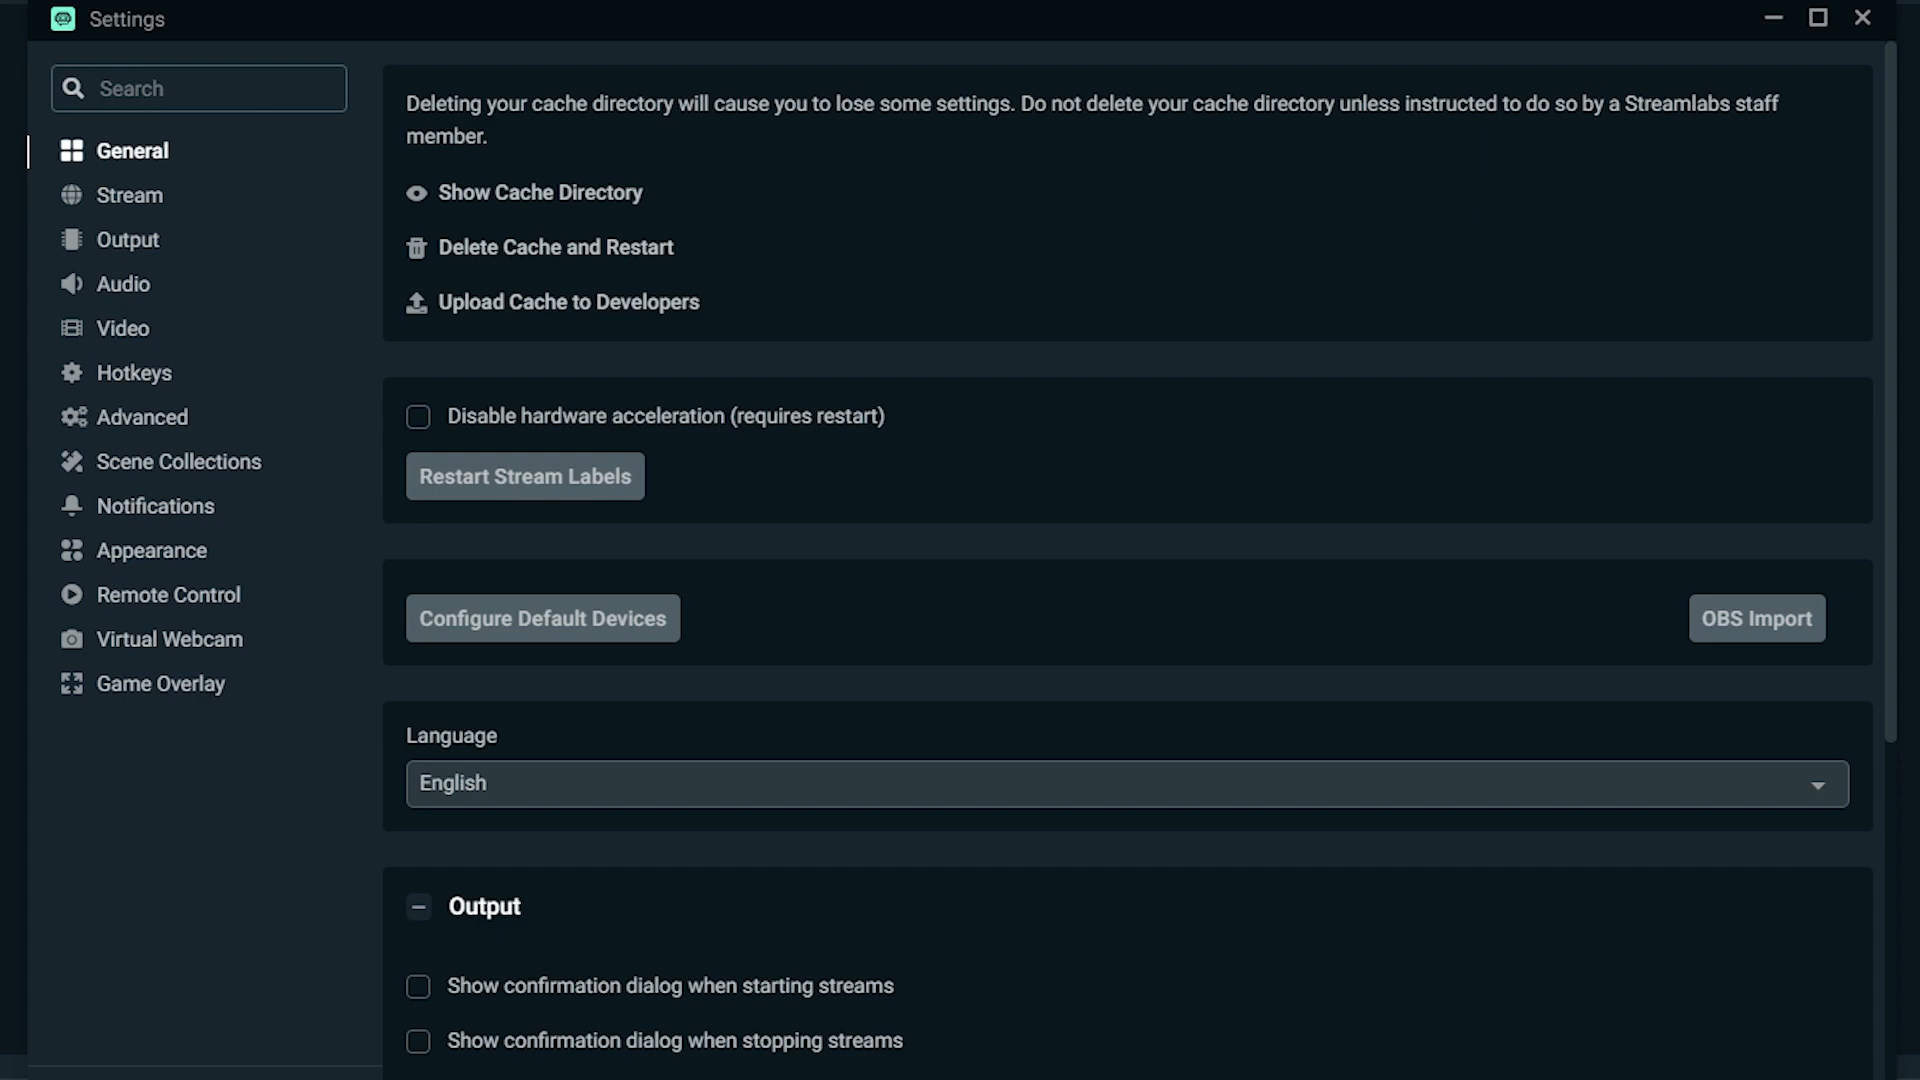 Settings
Search
General
Stream
Output
Audio
Video
Hotkeys
Advanced
Scene Collections
Notifications
Appearance
Remote Control
Virtual Webcam
Game Overlay
Deleting your cache directory will cause you to lose some settings. Do not delete your cache directory unless instructed to do so by a Streamlabs staff
member.
Show Cache Directory
Delete Cache and Restart
Upload Cache to Developers
Disable hardware acceleration (requires restart)
Restart Stream Labels
Configure Default Devices
OBS Import
Language
English
Output
Show confirmation dialog when starting streams
Show confirmation dialog when stopping streams